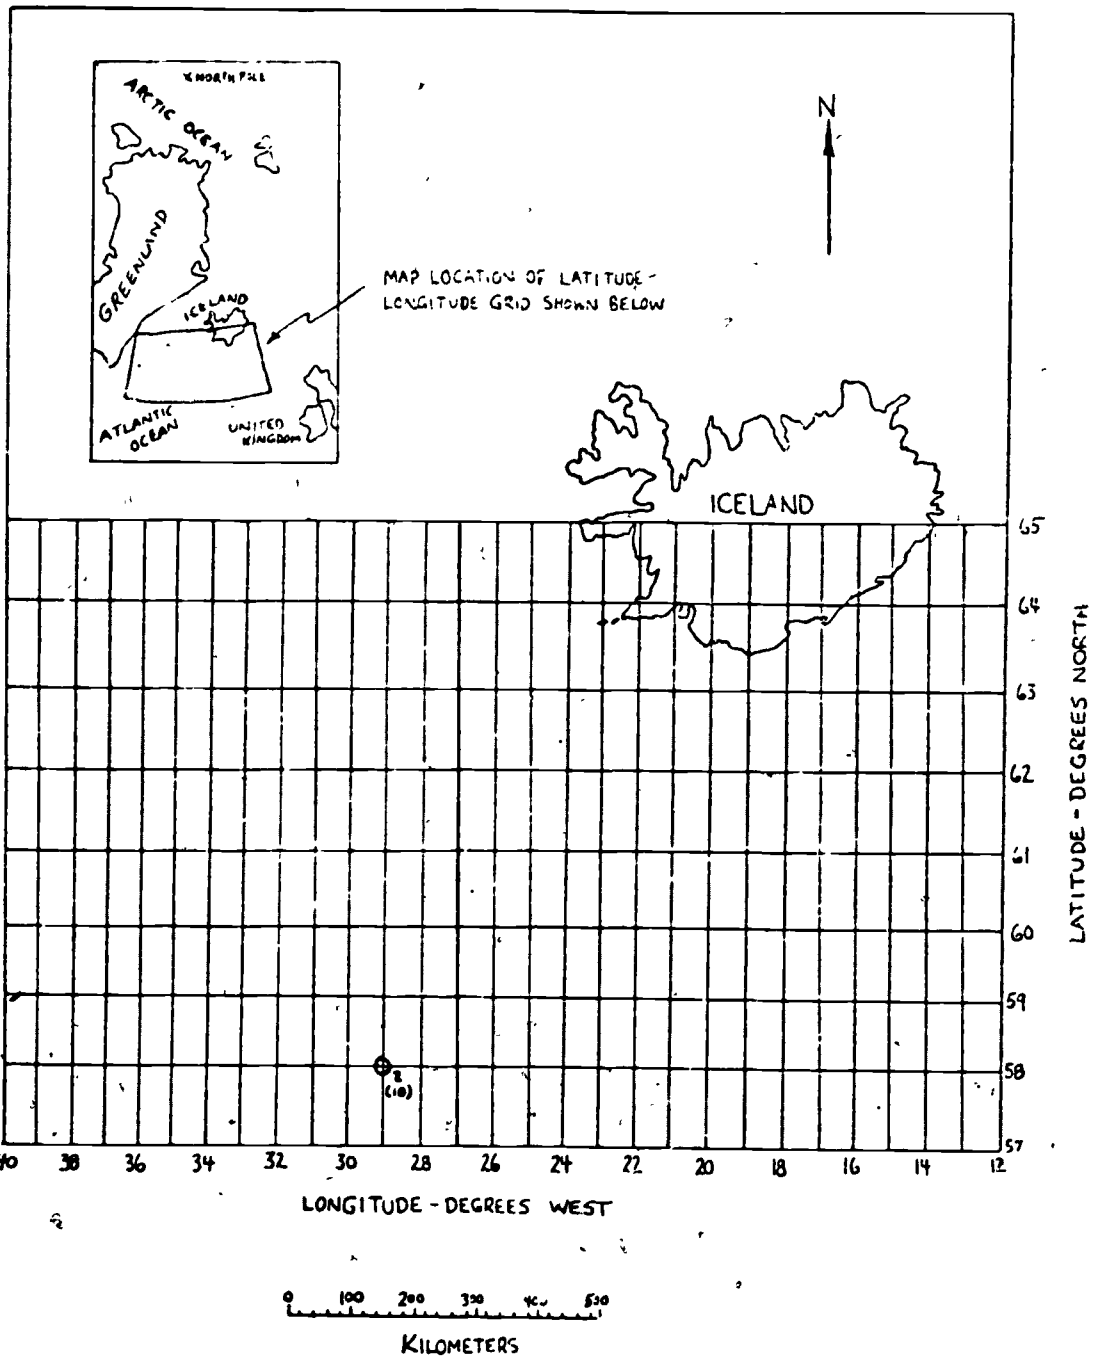 NORTH POLE
ARCTIC OCEAN
GREENLAND
ICELAND
ATLANTIC
OCEAN
UNITED
KINGDOM
N
MAP LOCATION OF LATITUDE-
LONGITUDE GRID SHOWN BELOW
ICELAND
65
64
63
62
61
60
59
58
57
LATITUDE - DEGREES NORTH
2
(10)
40 38 36 34 32 30 28 26 24 22 20 18 16 14 12
LONGITUDE - DEGREES WEST
0 100 200 300 400 500
KILOMETERS